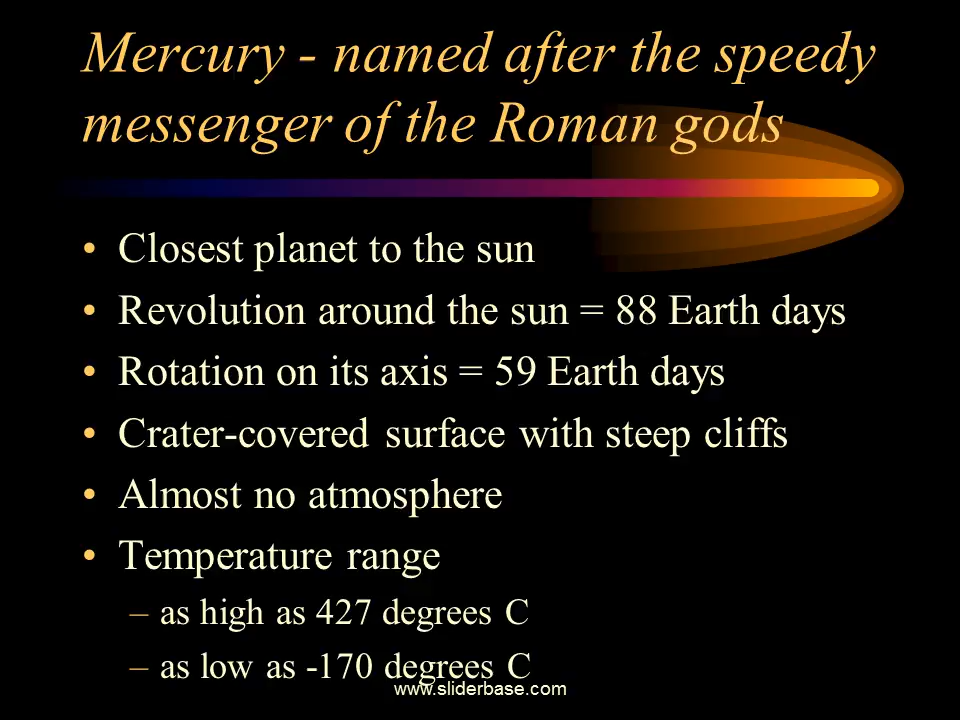 Mercury - named after the speedy
messenger of the Roman gods
• Closest planet to the sun
• Revolution around the sun = 88 Earth days
• Rotation on its axis = 59 Earth days
• Crater-covered surface with steep cliffs
• Almost no atmosphere
• Temperature range
– as high as 427 degrees C
– as low as -170 degrees C
www.sliderbase.com